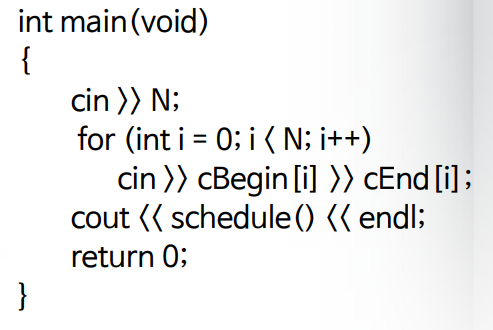 int main(void)
{
cin 〉〉 N;
for (int i = 0; i 〈 N; i++)
cin 〉〉 cBegin[i] 〉〉 cEnd[i];
cout 〈〈 schedule() 〈〈 endl;
return 0;
}